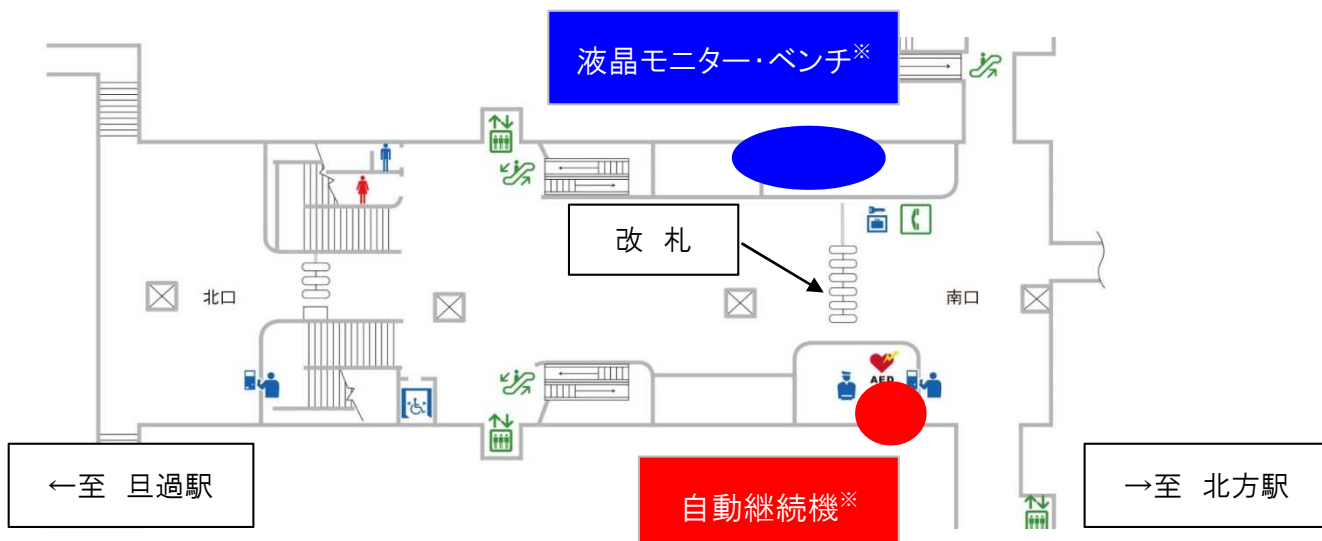 液晶モニター・ベンチ※
改 札
北口
南口
AED
←至 旦過駅
→至 北方駅
自動継続機※